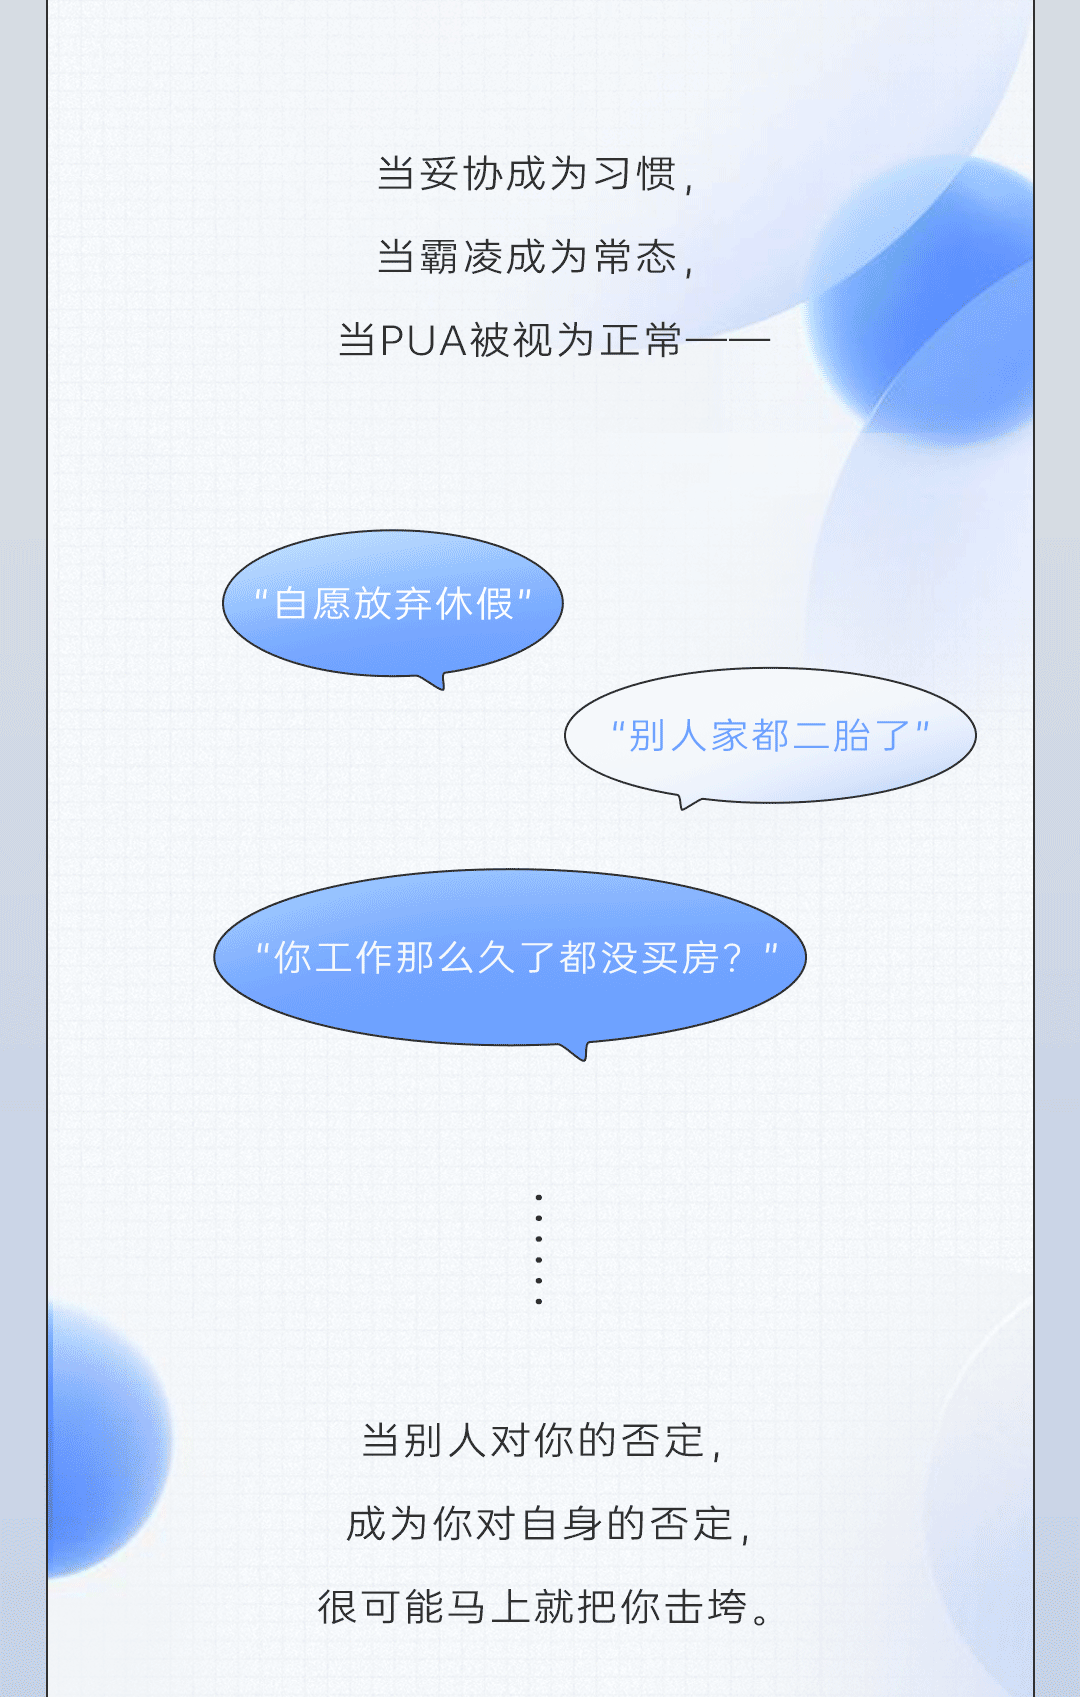 当妥协成为习惯，
当霸凌成为常态，
当PUA被视为正常——
“自愿放弃休假”
“别人家都二胎了”
“你工作那么久了都没买房？”
······
当别人对你的否定，
成为你对自身的否定，
很可能马上就把你击垮。